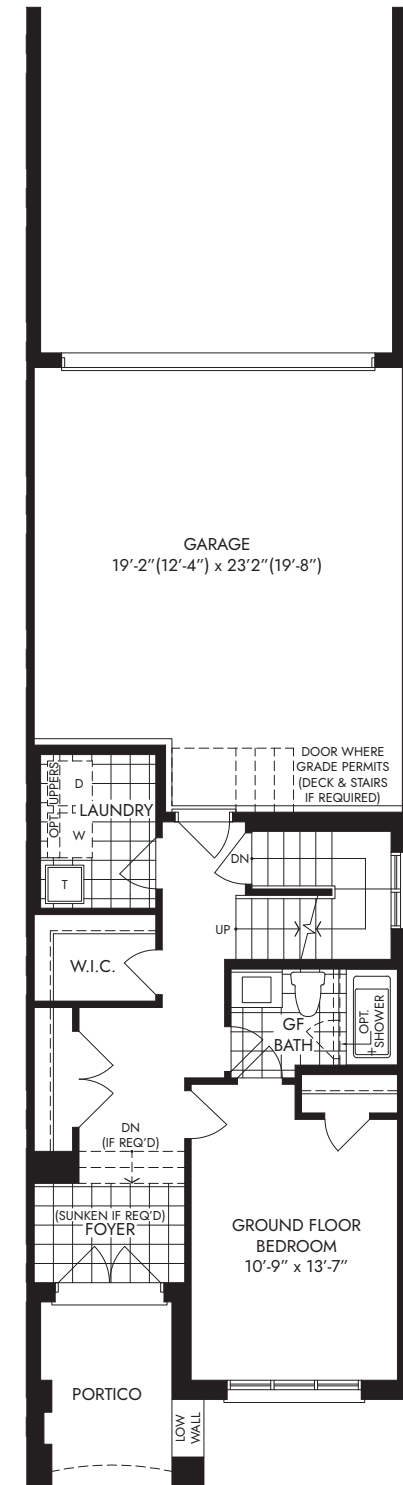 GARAGE
19'-2"(12'-4") x 23'2"(19'-8")
DOOR WHERE
GRADE PERMITS
(DECK & STAIRS
IF REQUIRED)
OPT. UPPERS
D
LAUNDRY
W
T
DN
UP
W.I.C.
GF
BATH
OPT.
SHOWER
DN
(IF REQ'D)
(SUNKEN IF REQ'D)
FOYER
GROUND FLOOR
BEDROOM
10'-9" x 13'-7"
PORTICO
LOW
WALL